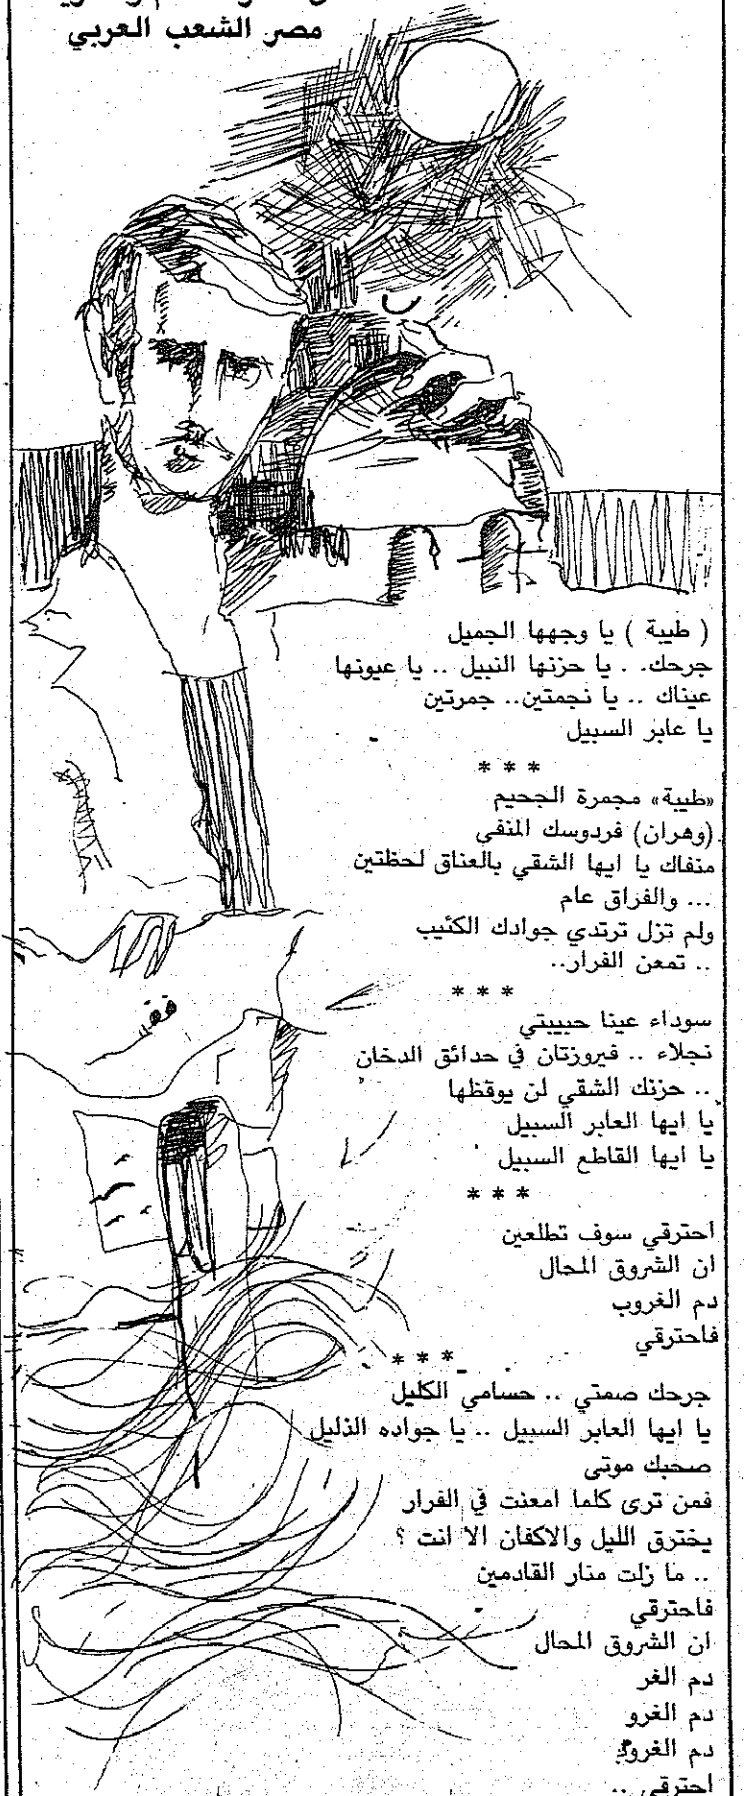 مصر الشعب العربي
( طيبة ) يا وجهها الجميل
جرحك. . يا حزنها النبيل .. يا عيونها
عيناك .. يا نجمتين.. جمرتين
يا عابر السبيل
* * *
«طيبة» مجمرة الجحيم
(وهران) فردوسك المنفي
منفاك يا ايها الشقي بالعناق لحظتين
... والفراق عام
ولم تزل ترتدي جوادك الكئيب
.. تمعن الفرار..
* * *
سوداء عينا حبيبتي
نجلاء .. فيروزتان في حدائق الدخان
.. حزنك الشقي لن يوقظها
يا ايها العابر السبيل
يا ايها القاطع السبيل
* * *
احترقي سوف تطلعين
ان الشروق المحال
دم الغروب
فاحترقي
* * *
جرحك صمتي .. حسامي الكليل
يا ايها العابر السبيل .. يا جواده الذليل
صحبك موتى
فمن ترى كلما امعنت في الفرار
يخترق الليل والاكفان الا انت ؟
.. ما زلت منار القادمين
فاحترقي
ان الشروق المحال
دم الغر
دم الغرو
دم الغروب
احترقي ..